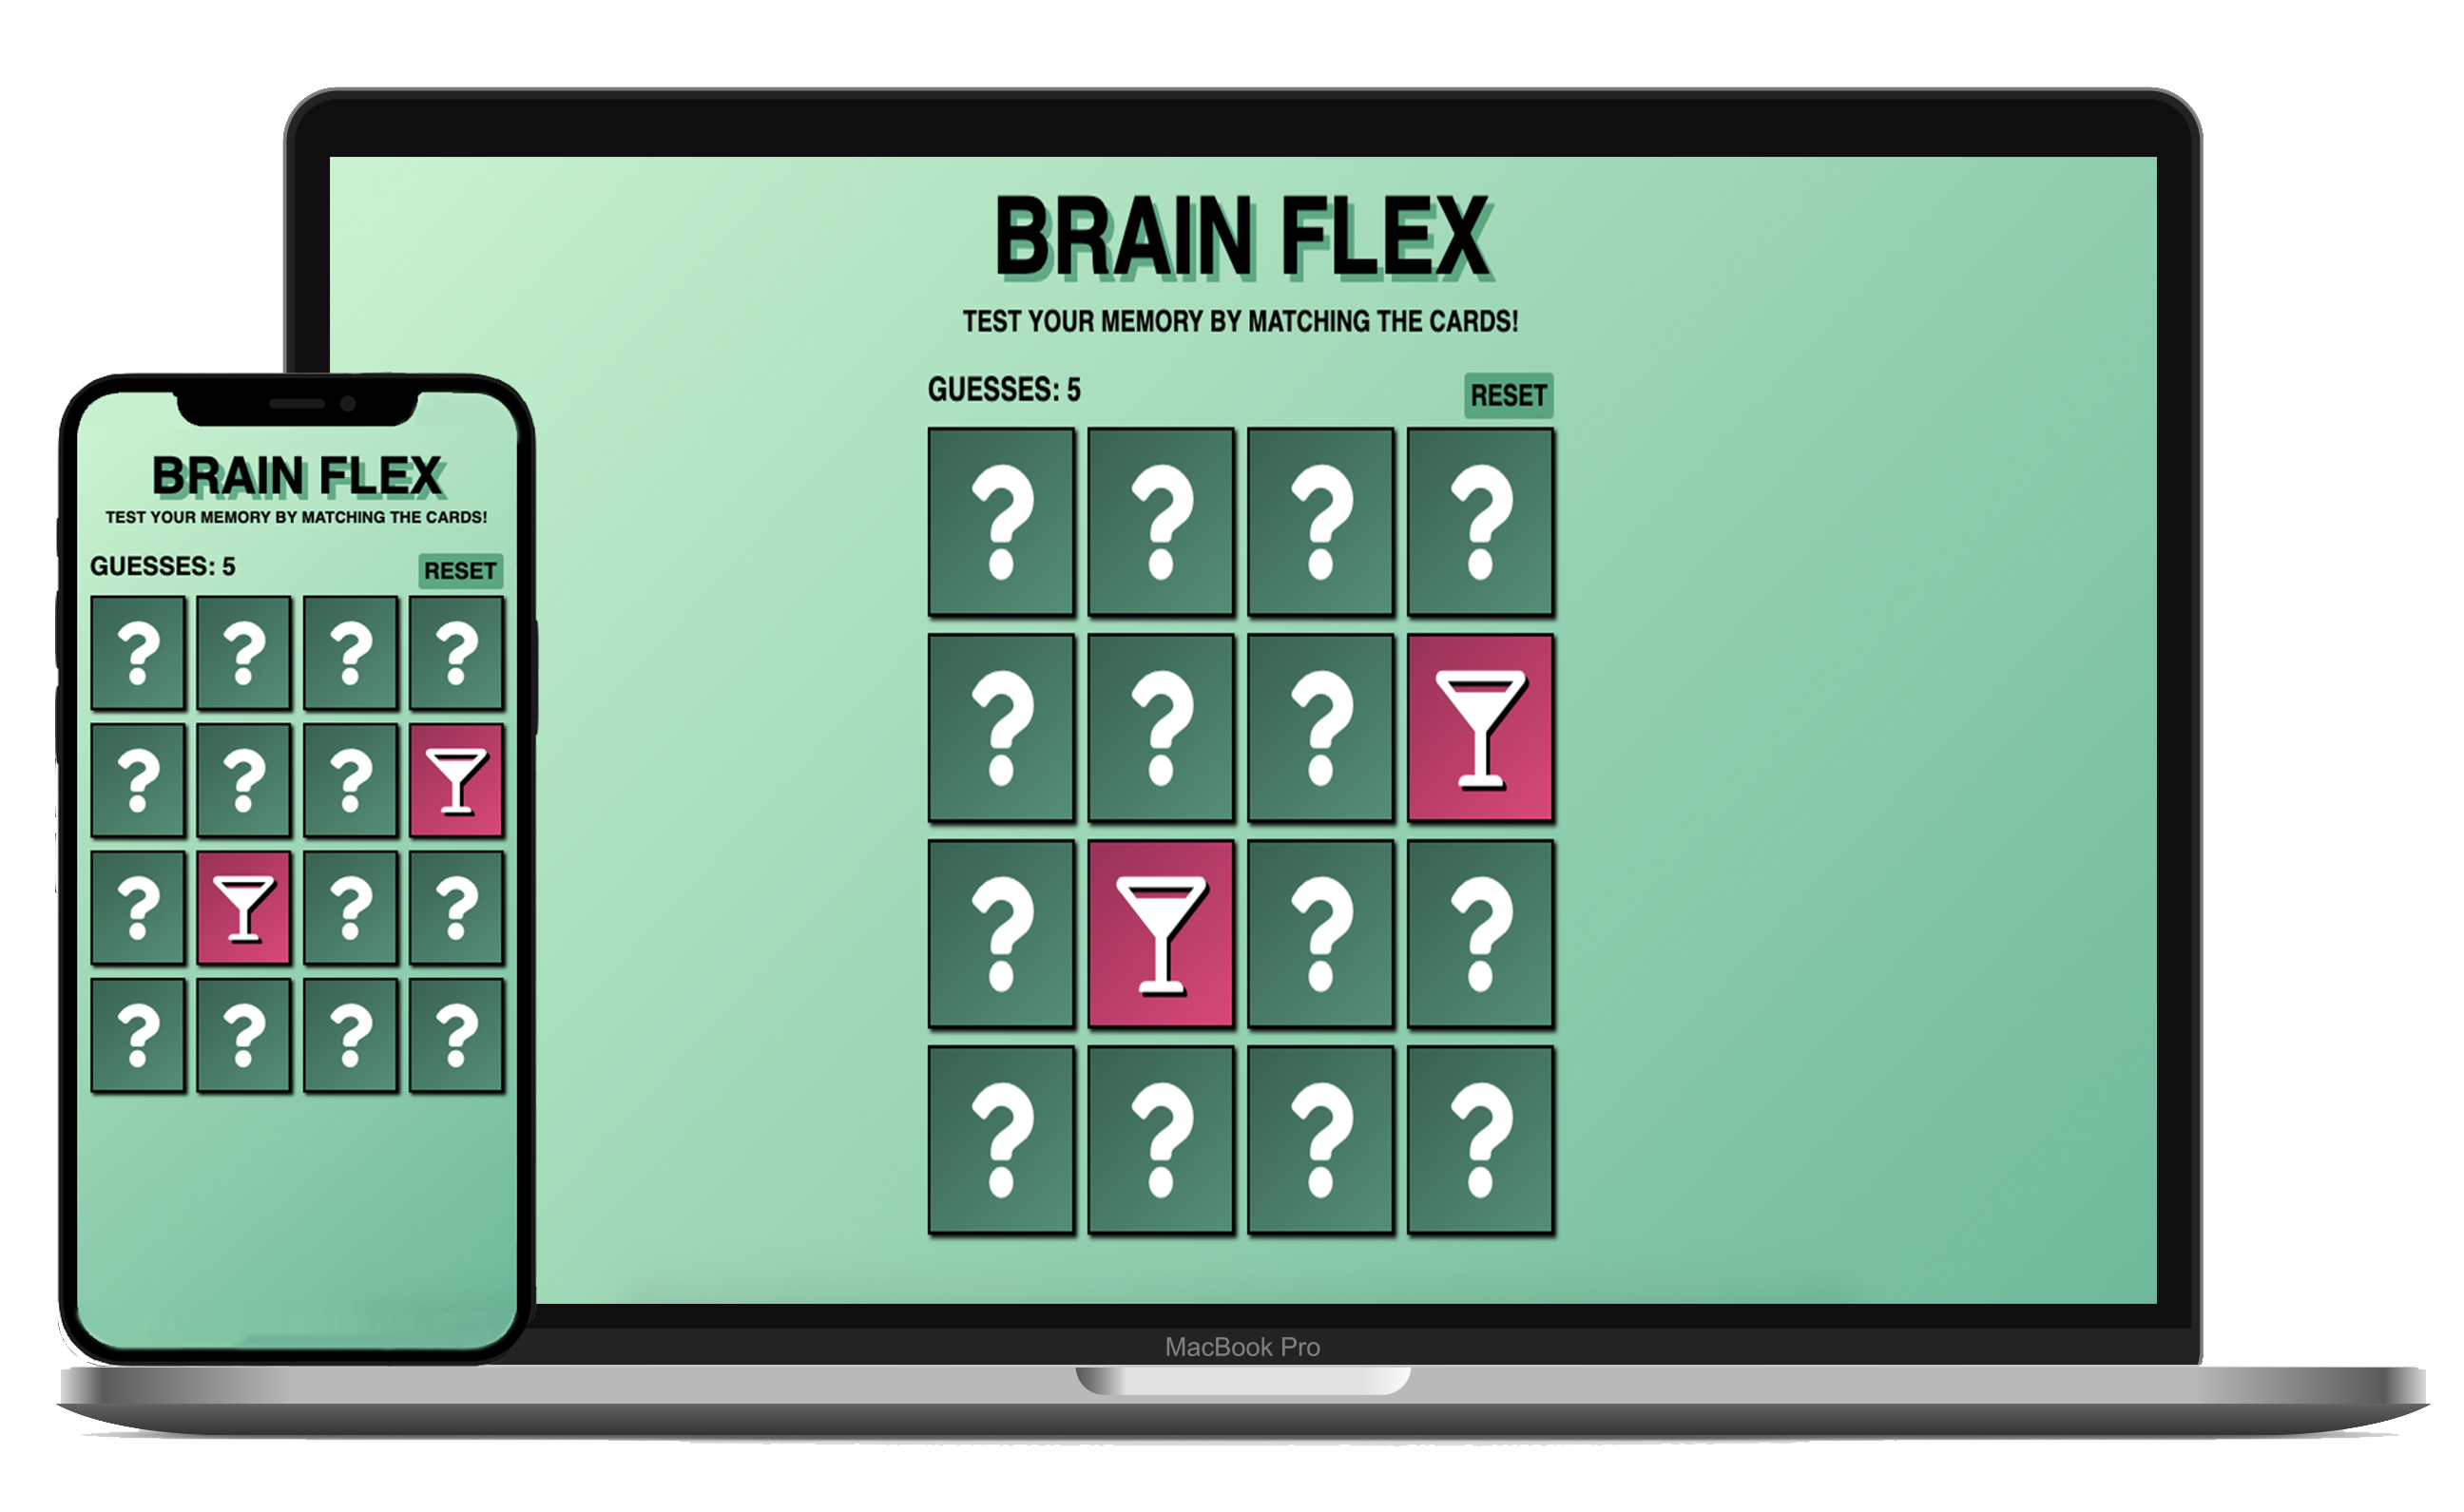 BRAIN FLEX
TEST YOUR MEMORY BY MATCHING THE CARDS!
GUESSES: 5
RESET
? ? ? ?
? ? ?
? ? ?
? ? ? ?
MacBook Pro
BRAIN FLEX
TEST YOUR MEMORY BY MATCHING THE CARDS!
GUESSES: 5
RESET
? ? ? ?
? ? ?
? ? ?
? ? ? ?